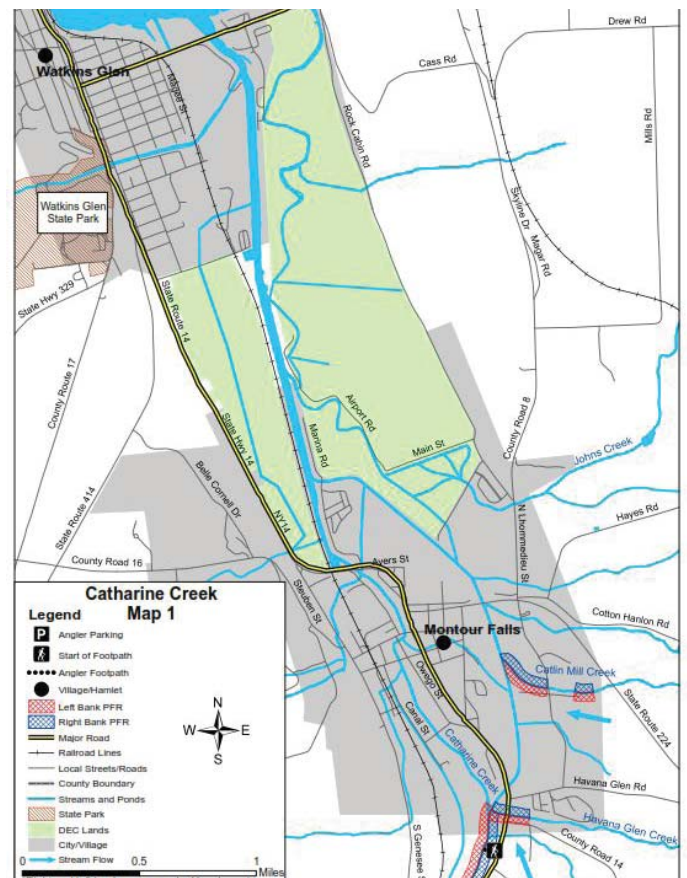 Drew Rd
Cass Rd
Watkins Glen
Magee St
Rock Cabin Rd
Mills Rd
Watkins Glen
State Park
Skyline Dr
Magar Rd
State Hwy 329
State Route 14
County Route 17
State Hwy 14
Airport Rd
Marina Rd
Main St
County Road 8
Johns Creek
State Route 414
Belle Cornell Dr
NY14
N Lhommedieu St
Hayes Rd
County Road 16
Ayers St
Steuben St
Cotton Hanlon Rd
Montour Falls
Owego St
Catlin Mill Creek
State Route 224
Canal St
Catharine Creek
Havana Glen Rd
Havana Glen Creek
County Road 14
S Genesee S
Catharine Creek
Map 1
Legend
P Angler Parking
Start of Footpath
Angler Footpath
Village/Hamlet
Left Bank PFR
Right Bank PFR
Major Road
Railroad Lines
Local Streets/Roads
County Boundary
Streams and Ponds
State Park
DEC Lands
City/Village
Stream Flow
N
W E
S
0 0.5 1
Miles